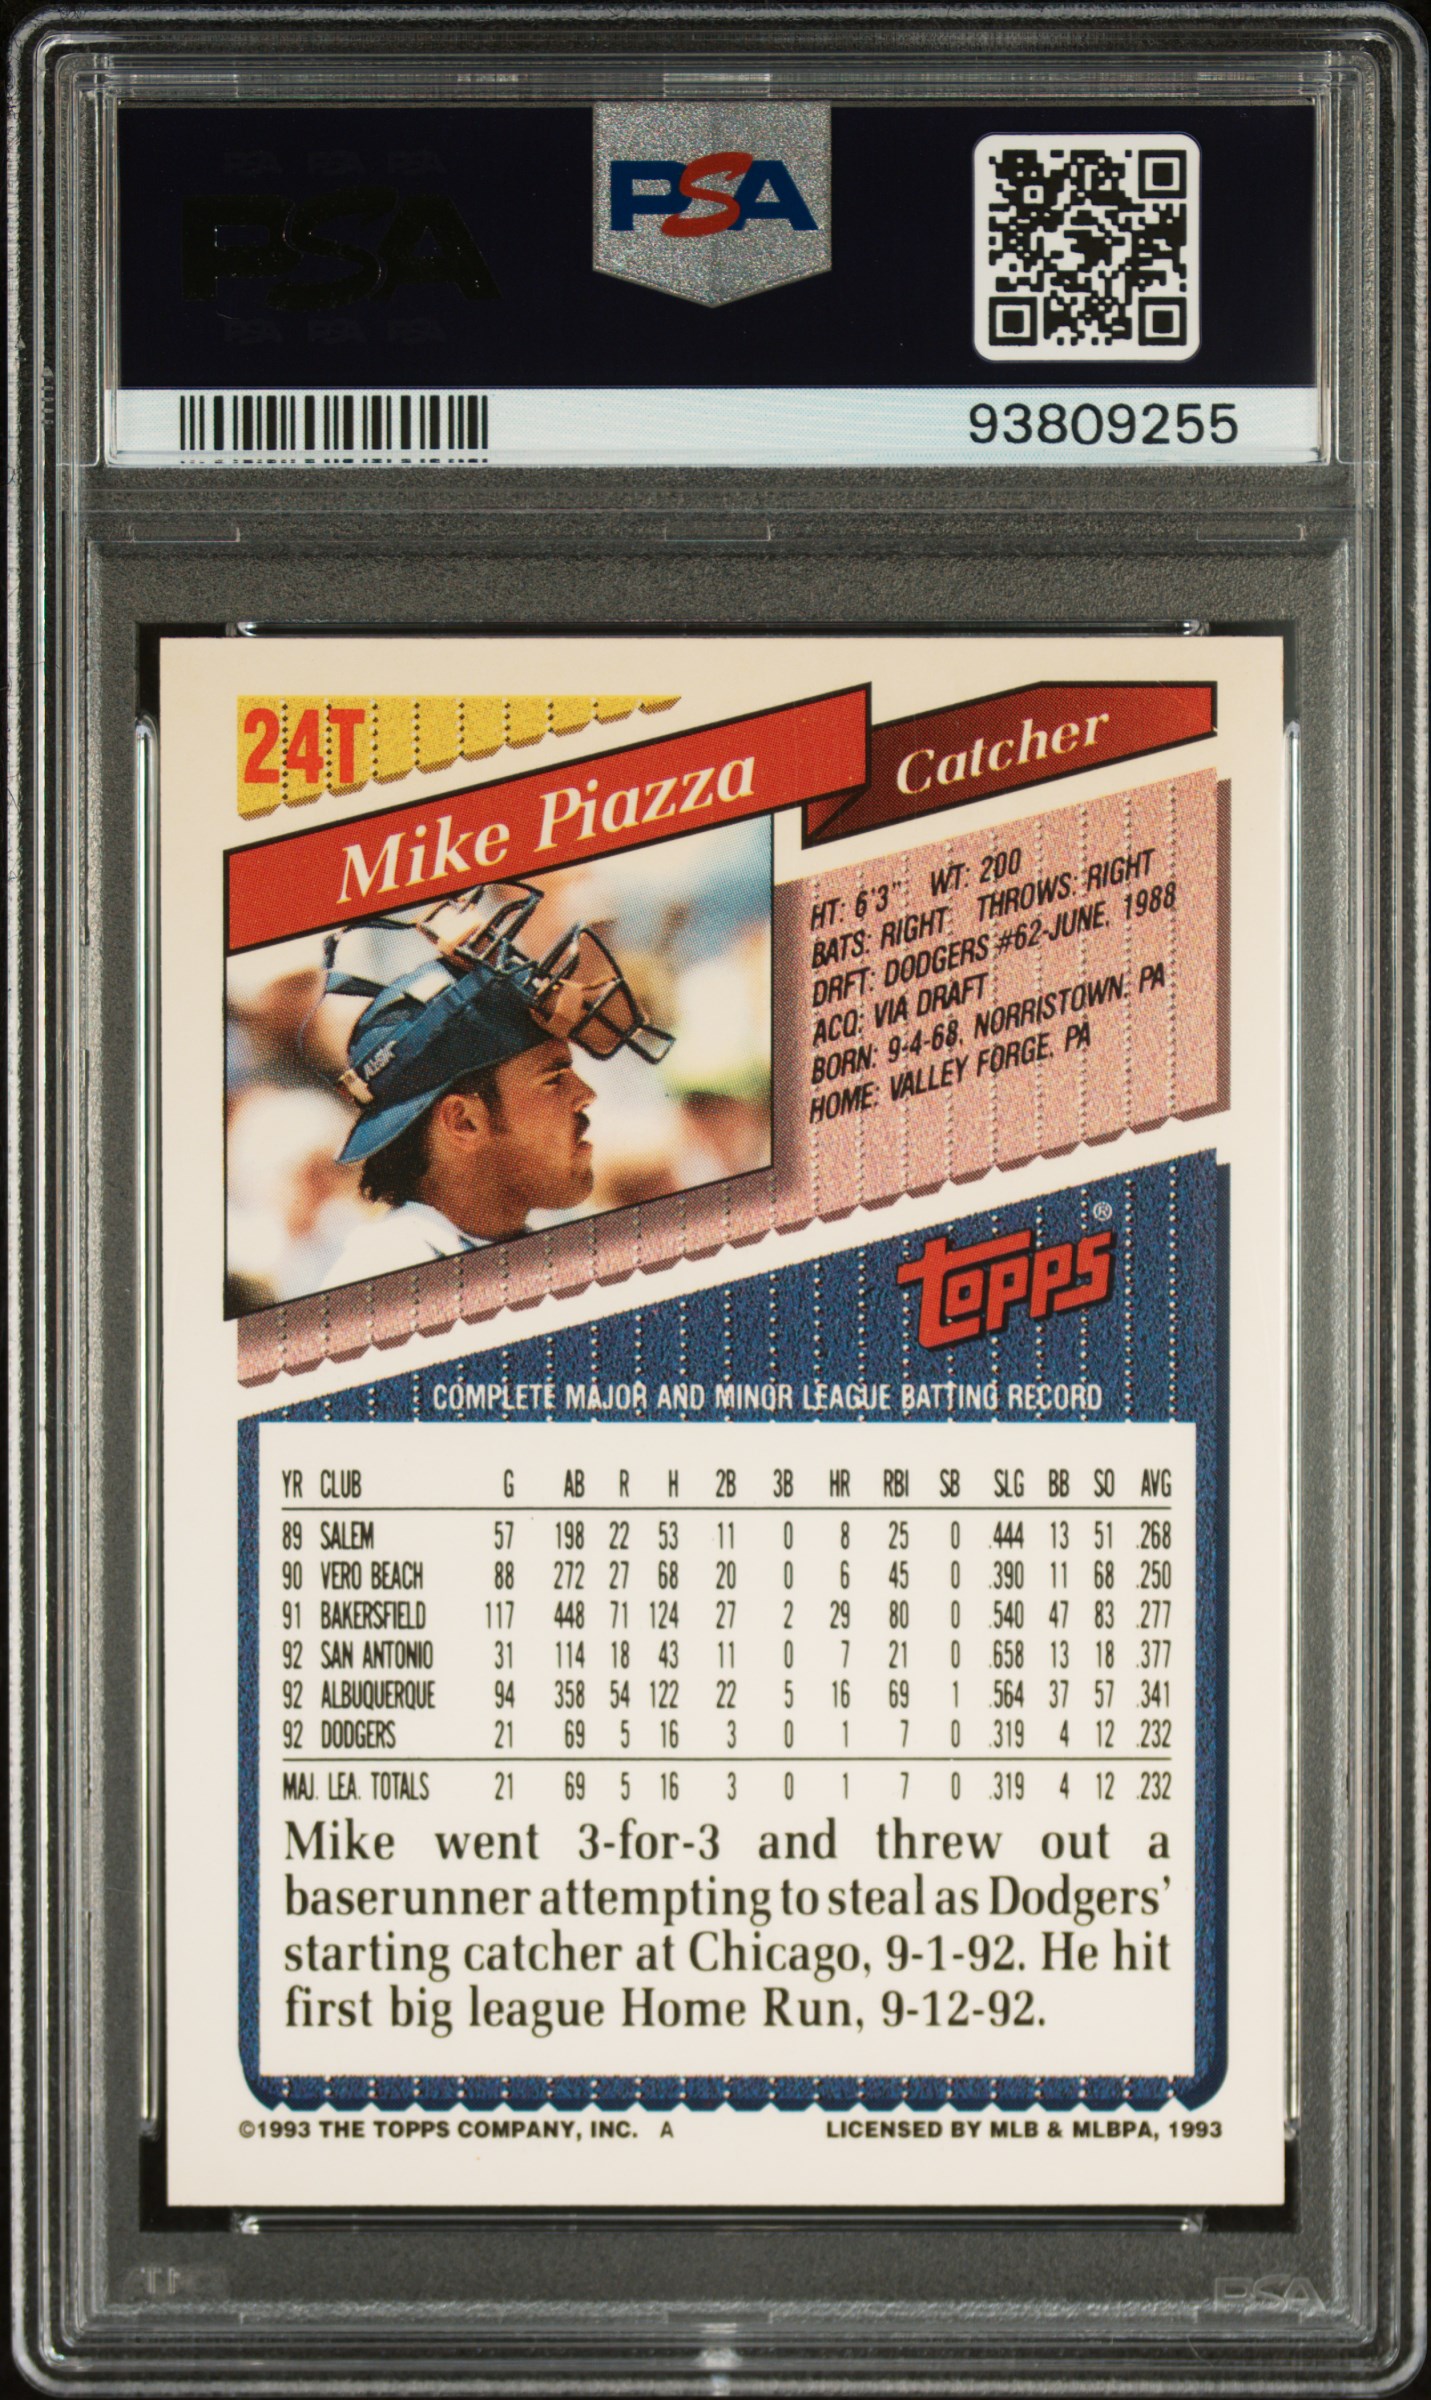 PSA PSA PSA
PSA
PSA PSA PSA
PSA
93809255
24T
Mike Piazza
Catcher
HT: 6'3" WT: 200
BATS: RIGHT THROWS: RIGHT
DRFT: DODGERS #62-JUNE, 1988
ACQ: VIA DRAFT
BORN: 9-4-68, NORRISTOWN, PA
HOME: VALLEY FORGE, PA
topps®
COMPLETE MAJOR AND MINOR LEAGUE BATTING RECORD
YR CLUB G AB R H 2B 3B HR RBI SB SLG BB SO AVG
89 SALEM 57 198 22 53 11 0 8 25 0 .444 13 51 .268
90 VERO BEACH 88 272 27 68 20 0 6 45 0 .390 11 68 .250
91 BAKERSFIELD 117 448 71 124 27 2 29 80 0 .540 47 83 .277
92 SAN ANTONIO 31 114 18 43 11 0 7 21 0 .658 13 18 .377
92 ALBUQUERQUE 94 358 54 122 22 5 16 69 1 .564 37 57 .341
92 DODGERS 21 69 5 16 3 0 1 7 0 .319 4 12 .232
MAJ. LEA. TOTALS 21 69 5 16 3 0 1 7 0 .319 4 12 .232
Mike went 3-for-3 and threw out a
baserunner attempting to steal as Dodgers'
starting catcher at Chicago, 9-1-92. He hit
first big league Home Run, 9-12-92.
©1993 THE TOPPS COMPANY, INC. A
LICENSED BY MLB & MLBPA, 1993
PSA